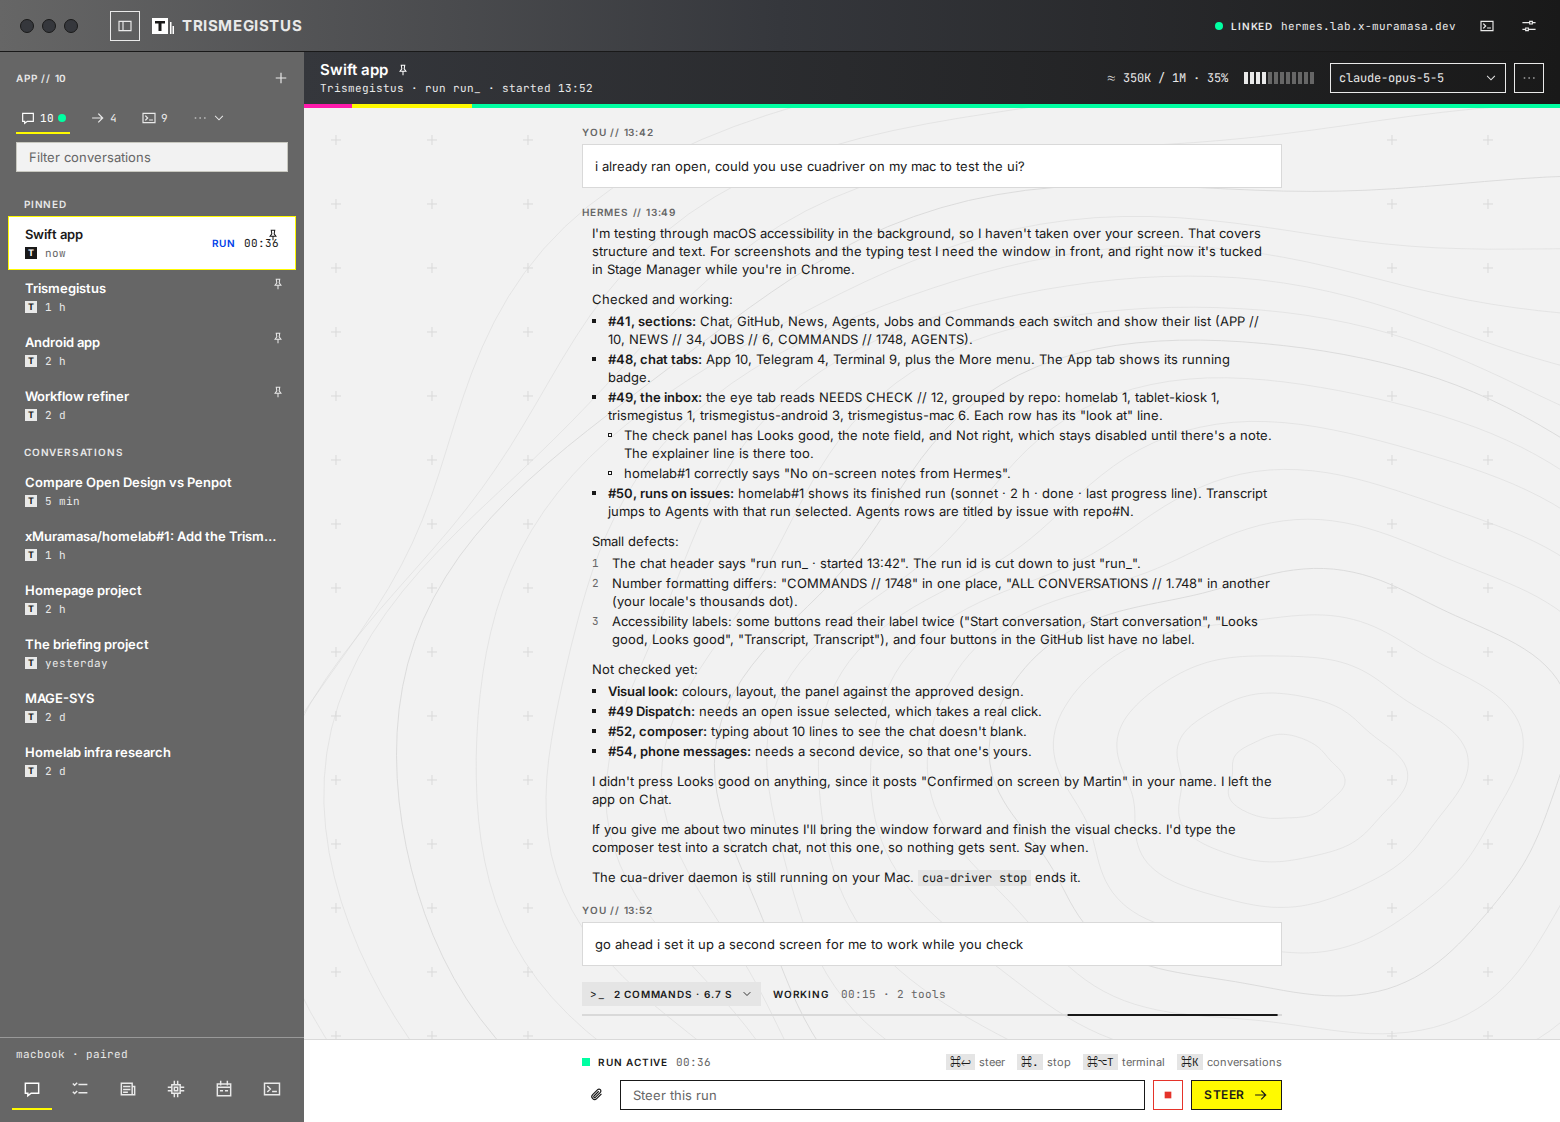 TRISMEGISTUS
LINKED hermes.lab.x-muramasa.dev
APP // 10
10 4 9 ···
Filter conversations
PINNED
Swift app
T now
RUN 00:36
Trismegistus
T 1 h
Android app
T 2 h
Workflow refiner
T 2 d
CONVERSATIONS
Compare Open Design vs Penpot
T 5 min
xMuramasa/homelab#1: Add the Trism...
T 1 h
Homepage project
T 2 h
The briefing project
T yesterday
MAGE-SYS
T 2 d
Homelab infra research
T 2 d
macbook · paired
Swift app
Trismegistus · run run_ · started 13:52
≈ 350K / 1M · 35%
claude-opus-5-5
···
YOU // 13:42
i already ran open, could you use cuadriver on my mac to test the ui?
HERMES // 13:49
I'm testing through macOS accessibility in the background, so I haven't taken over your screen. That covers
structure and text. For screenshots and the typing test I need the window in front, and right now it's tucked
in Stage Manager while you're in Chrome.
Checked and working:
#41, sections: Chat, GitHub, News, Agents, Jobs and Commands each switch and show their list (APP //
10, NEWS // 34, JOBS // 6, COMMANDS // 1748, AGENTS).
#48, chat tabs: App 10, Telegram 4, Terminal 9, plus the More menu. The App tab shows its running
badge.
#49, the inbox: the eye tab reads NEEDS CHECK // 12, grouped by repo: homelab 1, tablet-kiosk 1,
trismegistus 1, trismegistus-android 3, trismegistus-mac 6. Each row has its "look at" line.
The check panel has Looks good, the note field, and Not right, which stays disabled until there's a note.
The explainer line is there too.
homelab#1 correctly says "No on-screen notes from Hermes".
#50, runs on issues: homelab#1 shows its finished run (sonnet · 2 h · done · last progress line). Transcript
jumps to Agents with that run selected. Agents rows are titled by issue with repo#N.
Small defects:
1 The chat header says "run run_ · started 13:42". The run id is cut down to just "run_".
2 Number formatting differs: "COMMANDS // 1748" in one place, "ALL CONVERSATIONS // 1.748" in another
(your locale's thousands dot).
3 Accessibility labels: some buttons read their label twice ("Start conversation, Start conversation", "Looks
good, Looks good", "Transcript, Transcript"), and four buttons in the GitHub list have no label.
Not checked yet:
Visual look: colours, layout, the panel against the approved design.
#49 Dispatch: needs an open issue selected, which takes a real click.
#52, composer: typing about 10 lines to see the chat doesn't blank.
#54, phone messages: needs a second device, so that one's yours.
I didn't press Looks good on anything, since it posts "Confirmed on screen by Martin" in your name. I left the
app on Chat.
If you give me about two minutes I'll bring the window forward and finish the visual checks. I'd type the
composer test into a scratch chat, not this one, so nothing gets sent. Say when.
The cua-driver daemon is still running on your Mac. cua-driver stop ends it.
YOU // 13:52
go ahead i set it up a second screen for me to work while you check
>_ 2 COMMANDS · 6.7 S WORKING 00:15 · 2 tools
RUN ACTIVE 00:36
⌘↩ steer ⌘. stop ⌘⌥T terminal ⌘K conversations
Steer this run
STEER →